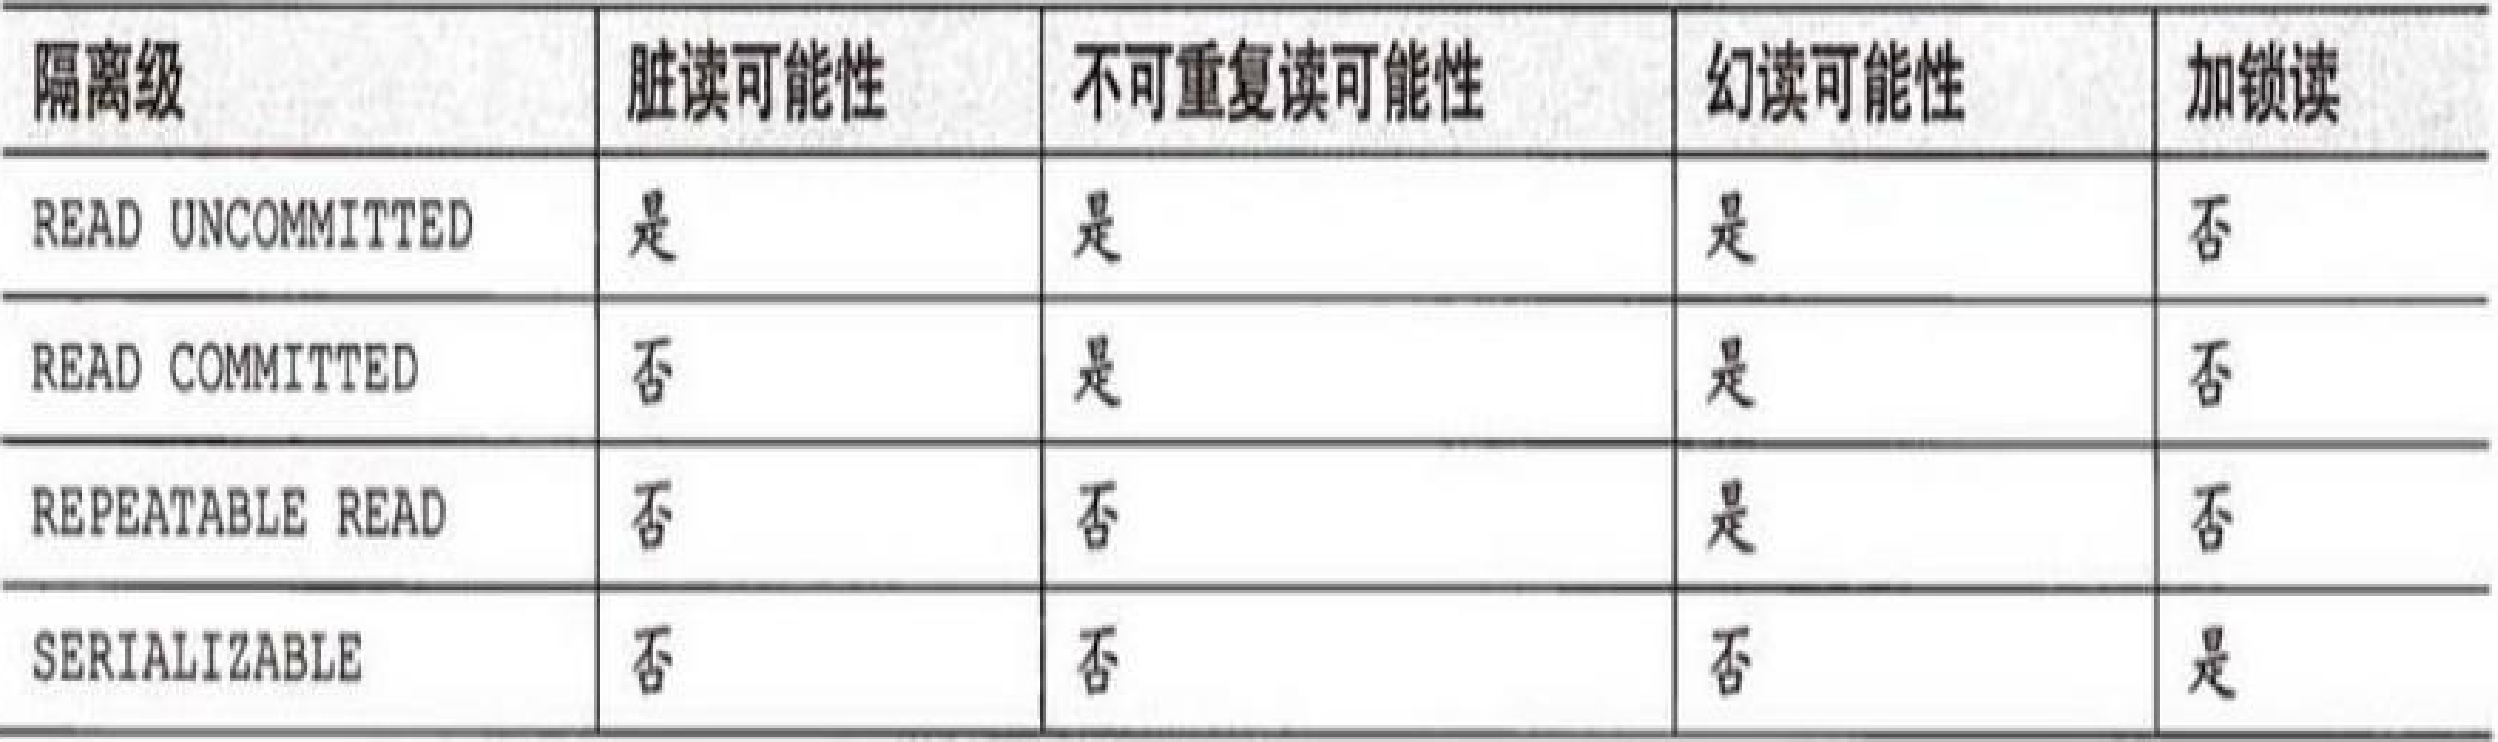 隔离级 脏读可能性 不可重复读可能性 幻读可能性 加锁读
READ UNCOMMITTED 是 是 是 否
READ COMMITTED 否 是 是 否
REPEATABLE READ 否 否 是 否
SERIALIZABLE 否 否 否 是